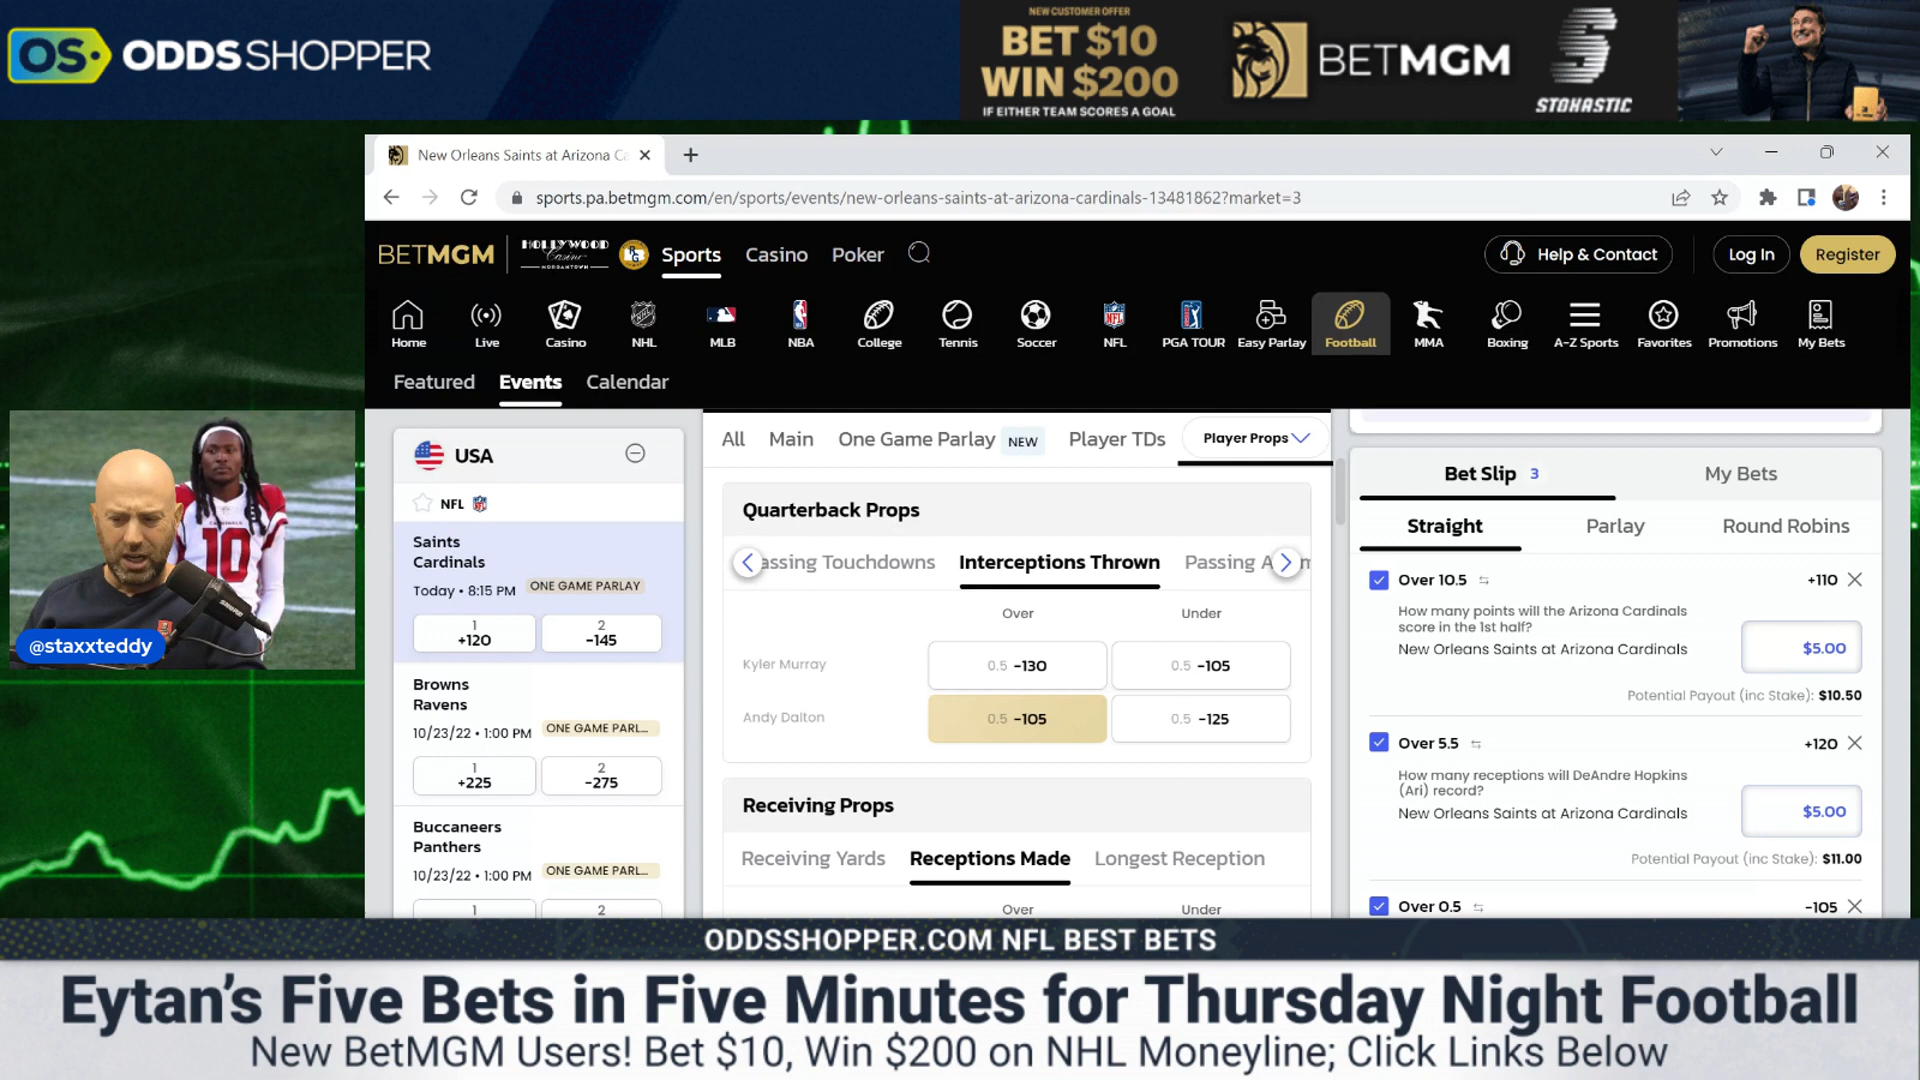 OS.
ODDSSHOPPER
NEW CUSTOMER OFFER
BET $10
WIN $200
IF EITHER TEAM SCORES A GOAL
BETMGM
STOKASTIC
New Orleans Saints at Arizona Ca
sports.pa.betmgm.com/en/sports/events/new-orleans-saints-at-arizona-cardinals-13481862?market=3
BETMGM
HOLLYWOOD
Casino
MORGANTOWN
Sports
Casino
Poker
Help & Contact
Log In
Register
Home
Live
Casino
NHL
MLB
NBA
College
Tennis
Soccer
NFL
PGA TOUR
Easy Parlay
Football
MMA
Boxing
A-Z Sports
Favorites
Promotions
My Bets
Featured
Events
Calendar
USA
NFL
Saints
Cardinals
Today • 8:15 PM
ONE GAME PARLAY
1
+120
2
-145
Browns
Ravens
10/23/22 • 1:00 PM
ONE GAME PARL...
1
+225
2
-275
Buccaneers
Panthers
10/23/22 • 1:00 PM
ONE GAME PARL...
1
2
All
Main
One Game Parlay
NEW
Player TDs
Player Props
Quarterback Props
assing Touchdowns
Interceptions Thrown
Passing A
Over
Under
Kyler Murray
0.5 -130
0.5 -105
Andy Dalton
0.5 -105
0.5 -125
Receiving Props
Receiving Yards
Receptions Made
Longest Reception
Over
Under
Bet Slip 3
My Bets
Straight
Parlay
Round Robins
Over 10.5
+110
How many points will the Arizona Cardinals
score in the 1st half?
New Orleans Saints at Arizona Cardinals
$5.00
Potential Payout (inc Stake): $10.50
Over 5.5
+120
How many receptions will DeAndre Hopkins
(Ari) record?
New Orleans Saints at Arizona Cardinals
$5.00
Potential Payout (inc Stake): $11.00
Over 0.5
-105
CARDINALS
10
@staxxteddy
ODDSSHOPPER.COM NFL BEST BETS
Eytan's Five Bets in Five Minutes for Thursday Night Football
New BetMGM Users! Bet $10, Win $200 on NHL Moneyline; Click Links Below